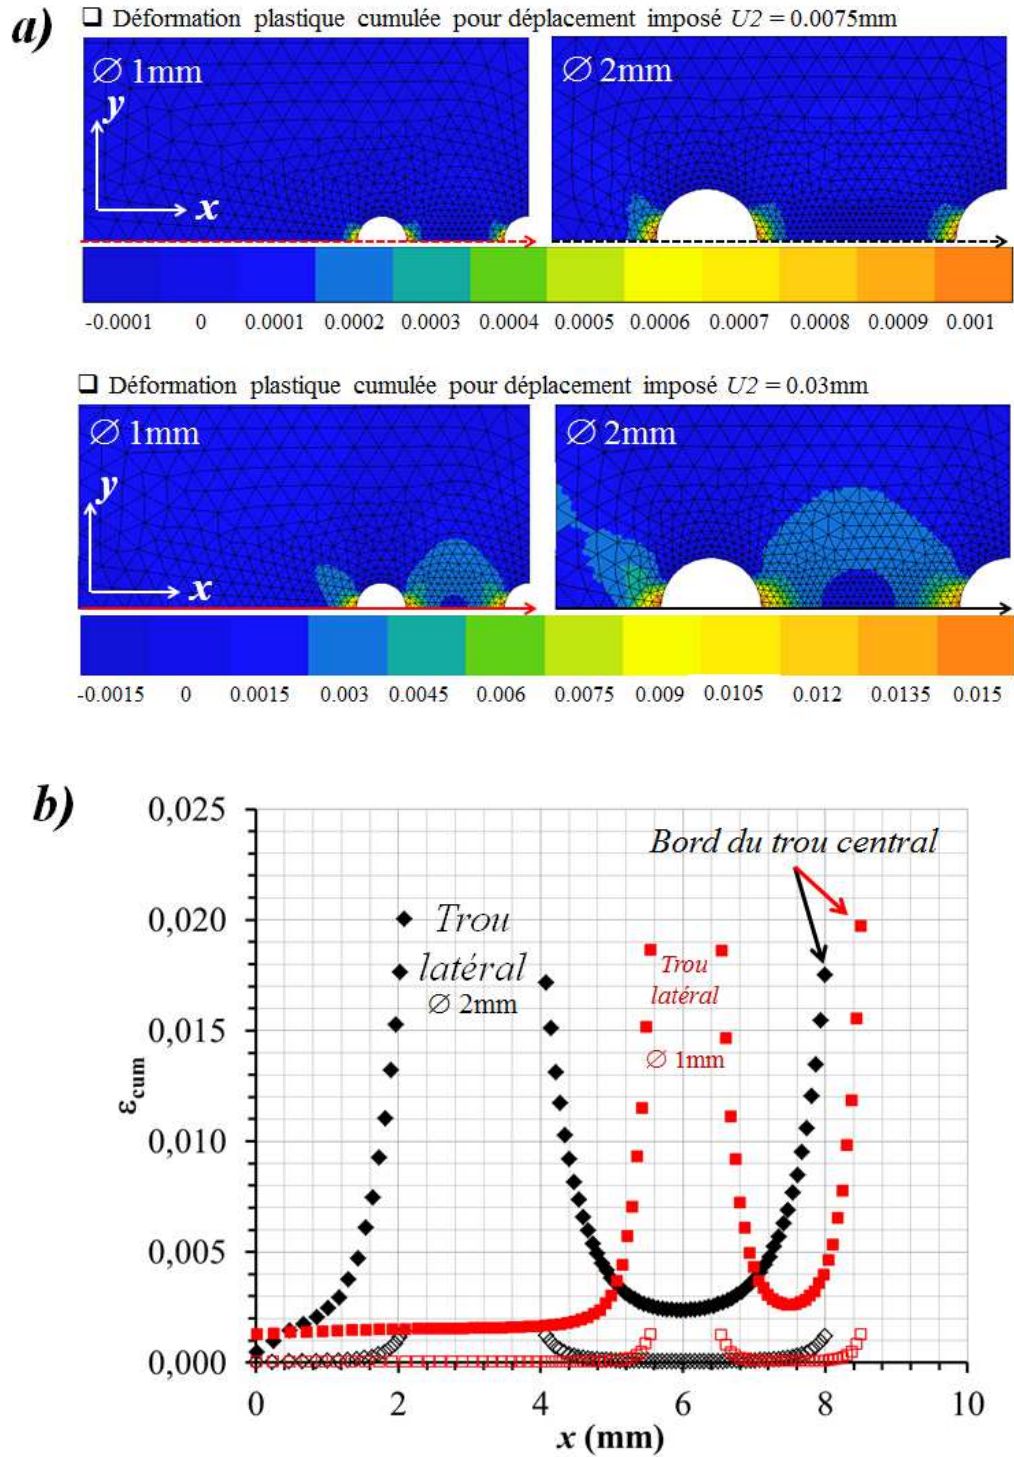 a)
❑ Déformation plastique cumulée pour déplacement imposé U2 = 0.0075mm
∅ 1mm
∅ 2mm
y
x
-0.0001 0 0.0001 0.0002 0.0003 0.0004 0.0005 0.0006 0.0007 0.0008 0.0009 0.001
❑ Déformation plastique cumulée pour déplacement imposé U2 = 0.03mm
∅ 1mm
∅ 2mm
y
x
-0.0015 0 0.0015 0.003 0.0045 0.006 0.0075 0.009 0.0105 0.012 0.0135 0.015
b)
0,025
0,020
0,015
0,010
0,005
0,000
εcum
Bord du trou central
Trou
latéral
∅ 2mm
Trou
latéral
∅ 1mm
0 2 4 6 8 10
x (mm)